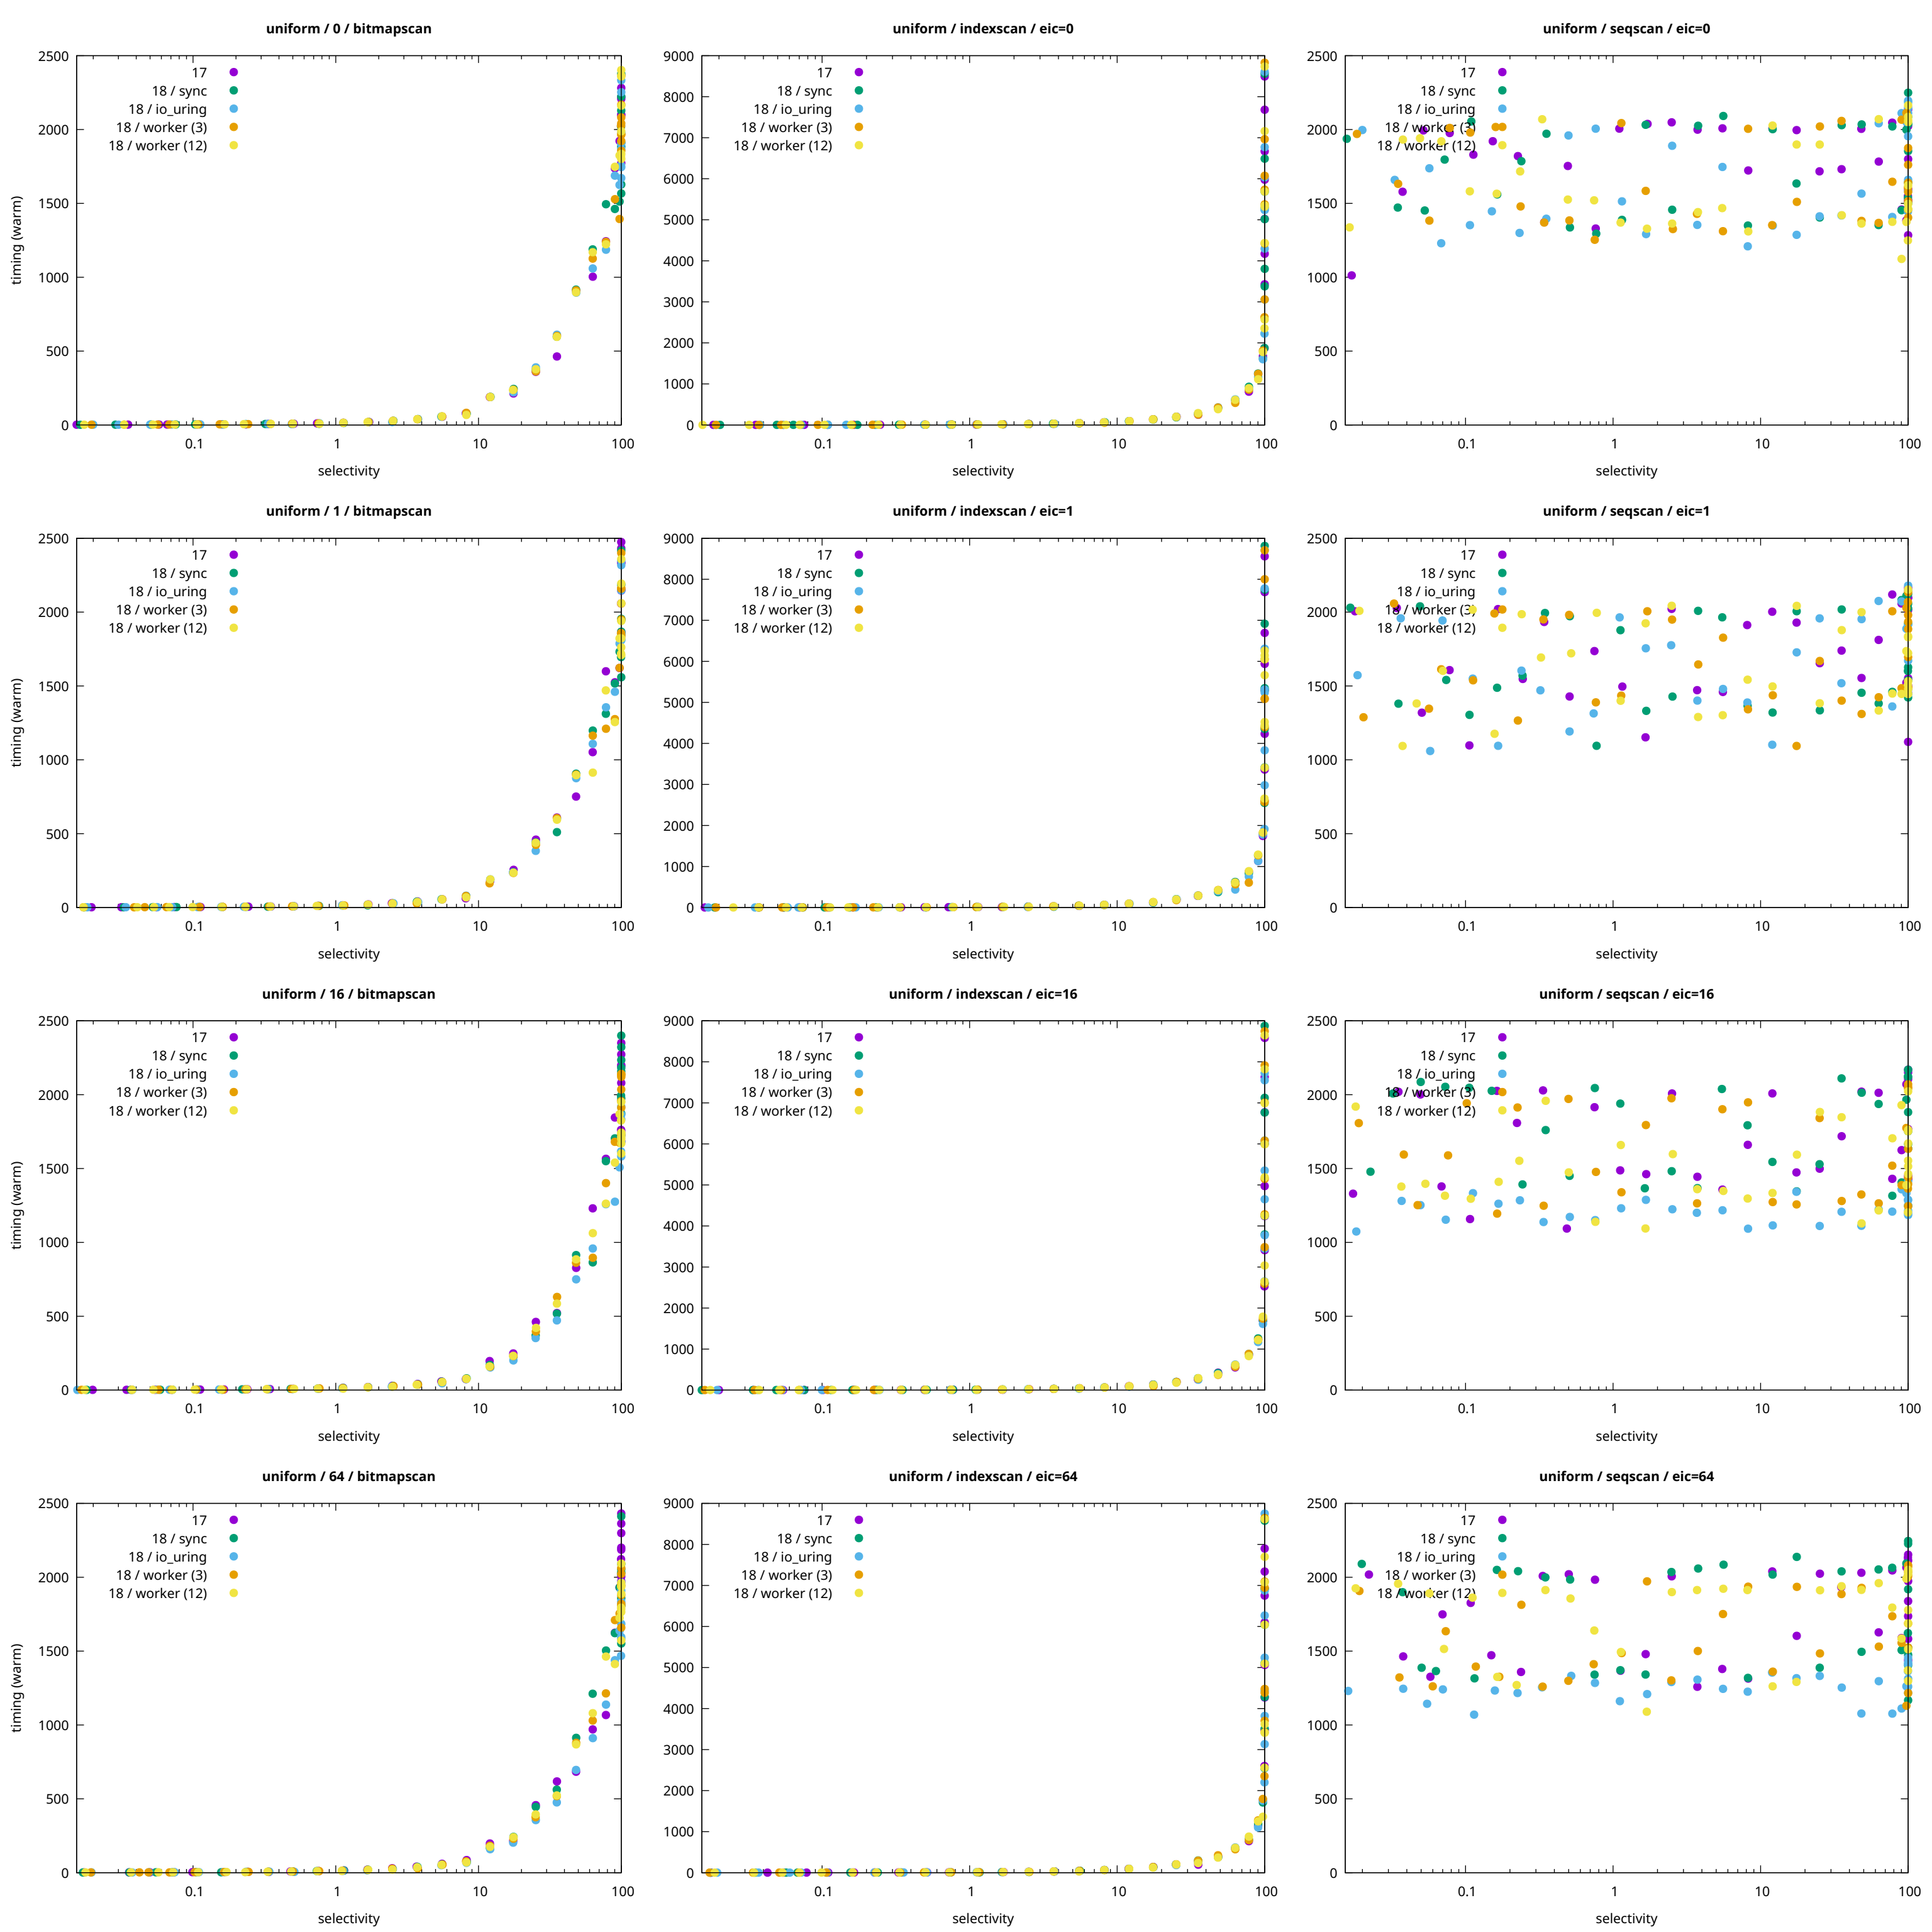 uniform / 0 / bitmapscan
2500
2000
1500
1000
500
0
timing (warm)
17
18 / sync
18 / io_uring
18 / worker (3)
18 / worker (12)
0.1 1 10 100
selectivity
uniform / indexscan / eic=0
9000
8000
7000
6000
5000
4000
3000
2000
1000
0
17
18 / sync
18 / io_uring
18 / worker (3)
18 / worker (12)
0.1 1 10 100
selectivity
uniform / seqscan / eic=0
2500
2000
1500
1000
500
0
17
18 / sync
18 / io_uring
18 / worker (3)
18 / worker (12)
0.1 1 10 100
selectivity
uniform / 1 / bitmapscan
2500
2000
1500
1000
500
0
timing (warm)
17
18 / sync
18 / io_uring
18 / worker (3)
18 / worker (12)
0.1 1 10 100
selectivity
uniform / indexscan / eic=1
9000
8000
7000
6000
5000
4000
3000
2000
1000
0
17
18 / sync
18 / io_uring
18 / worker (3)
18 / worker (12)
0.1 1 10 100
selectivity
uniform / seqscan / eic=1
2500
2000
1500
1000
500
0
17
18 / sync
18 / io_uring
18 / worker (3)
18 / worker (12)
0.1 1 10 100
selectivity
uniform / 16 / bitmapscan
2500
2000
1500
1000
500
0
timing (warm)
17
18 / sync
18 / io_uring
18 / worker (3)
18 / worker (12)
0.1 1 10 100
selectivity
uniform / indexscan / eic=16
9000
8000
7000
6000
5000
4000
3000
2000
1000
0
17
18 / sync
18 / io_uring
18 / worker (3)
18 / worker (12)
0.1 1 10 100
selectivity
uniform / seqscan / eic=16
2500
2000
1500
1000
500
0
17
18 / sync
18 / io_uring
18 / worker (3)
18 / worker (12)
0.1 1 10 100
selectivity
uniform / 64 / bitmapscan
2500
2000
1500
1000
500
0
timing (warm)
17
18 / sync
18 / io_uring
18 / worker (3)
18 / worker (12)
0.1 1 10 100
selectivity
uniform / indexscan / eic=64
9000
8000
7000
6000
5000
4000
3000
2000
1000
0
17
18 / sync
18 / io_uring
18 / worker (3)
18 / worker (12)
0.1 1 10 100
selectivity
uniform / seqscan / eic=64
2500
2000
1500
1000
500
0
17
18 / sync
18 / io_uring
18 / worker (3)
18 / worker (12)
0.1 1 10 100
selectivity